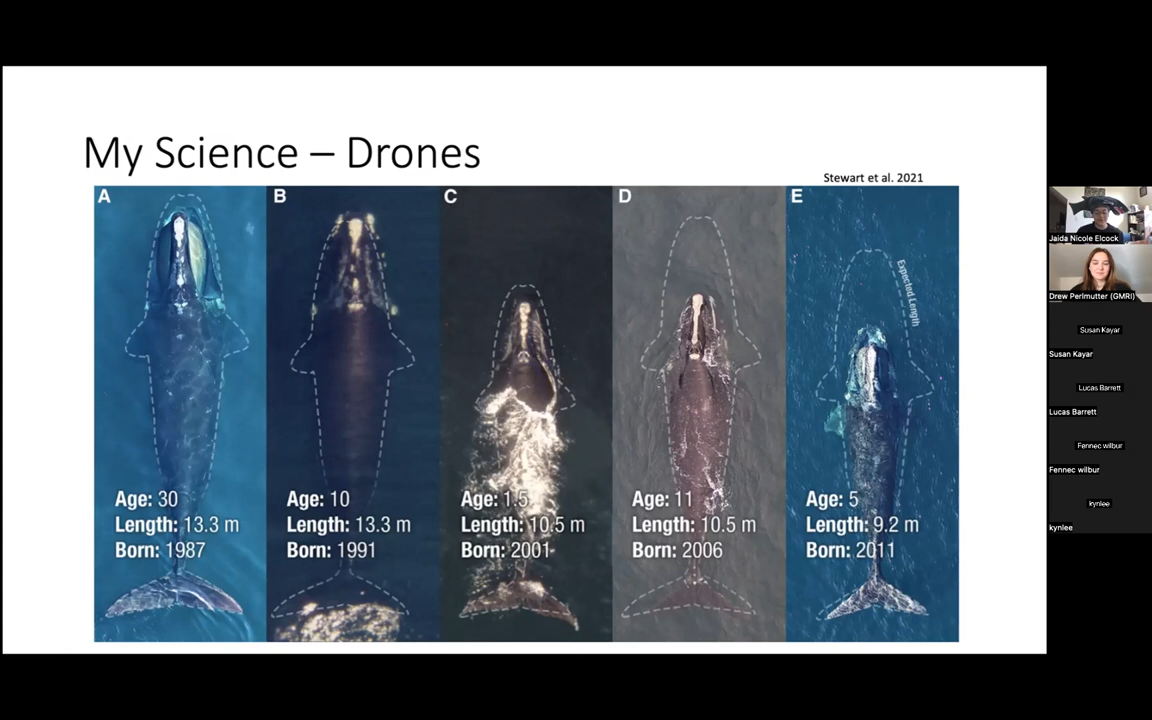 My Science – Drones
Stewart et al. 2021
A
B
C
D
E
Expected Length
Age: 30
Length: 13.3 m
Born: 1987
Age: 10
Length: 13.3 m
Born: 1991
Age: 1.5
Length: 10.5 m
Born: 2001
Age: 11
Length: 10.5 m
Born: 2006
Age: 5
Length: 9.2 m
Born: 2011
Jaida Nicole Elcock
Drew Perlmutter (GMRI)
Susan Kayar
Susan Kayar
Lucas Barrett
Lucas Barrett
Fennec wilbur
Fennec wilbur
kynlee
kynlee